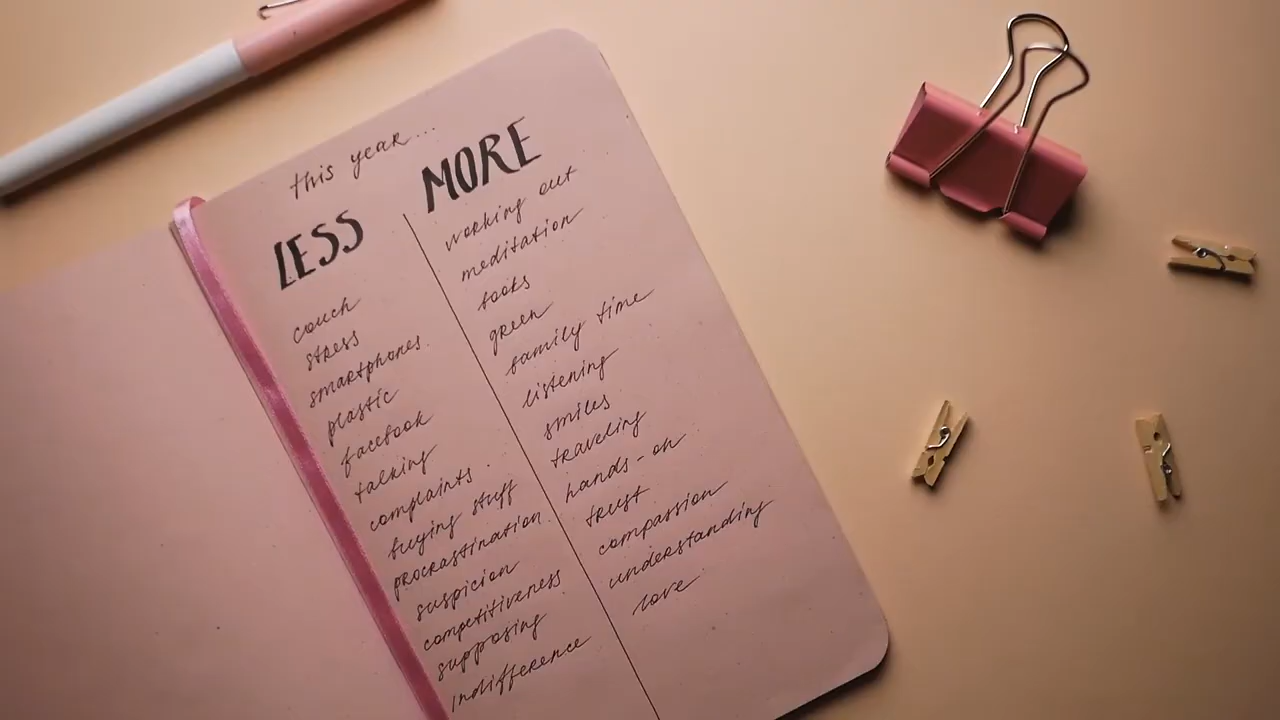 this year...
LESS
couch
stress
smartphones
plastic
facebook
talking
complaints
buying stuff
procrastination
suspicion
competitiveness
supposing
indifference
MORE
working out
meditation
books
green
family time
listening
smiles
traveling
hands-on
trust
compassion
understanding
love